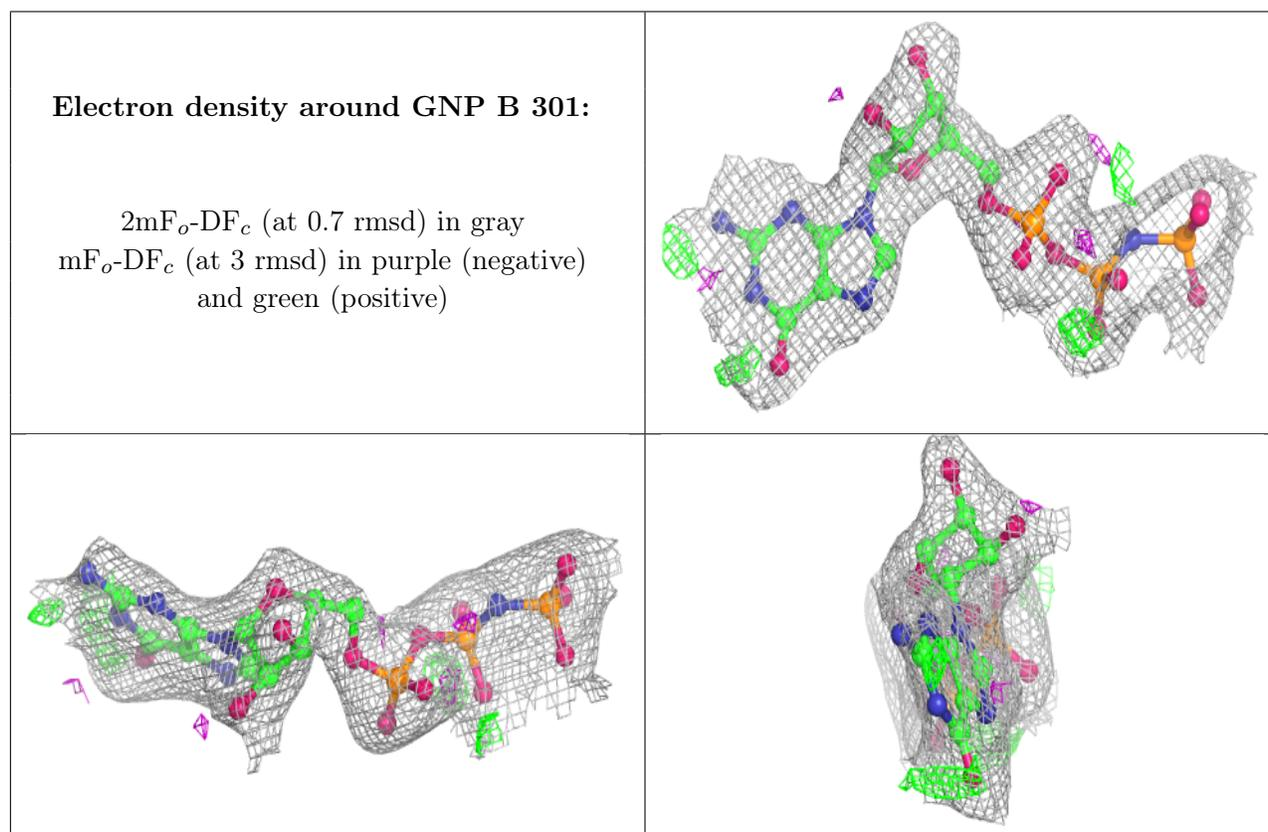 Electron density around GNP B 301:
2mFo-DFc (at 0.7 rmsd) in gray
mFo-DFc (at 3 rmsd) in purple (negative)
and green (positive)